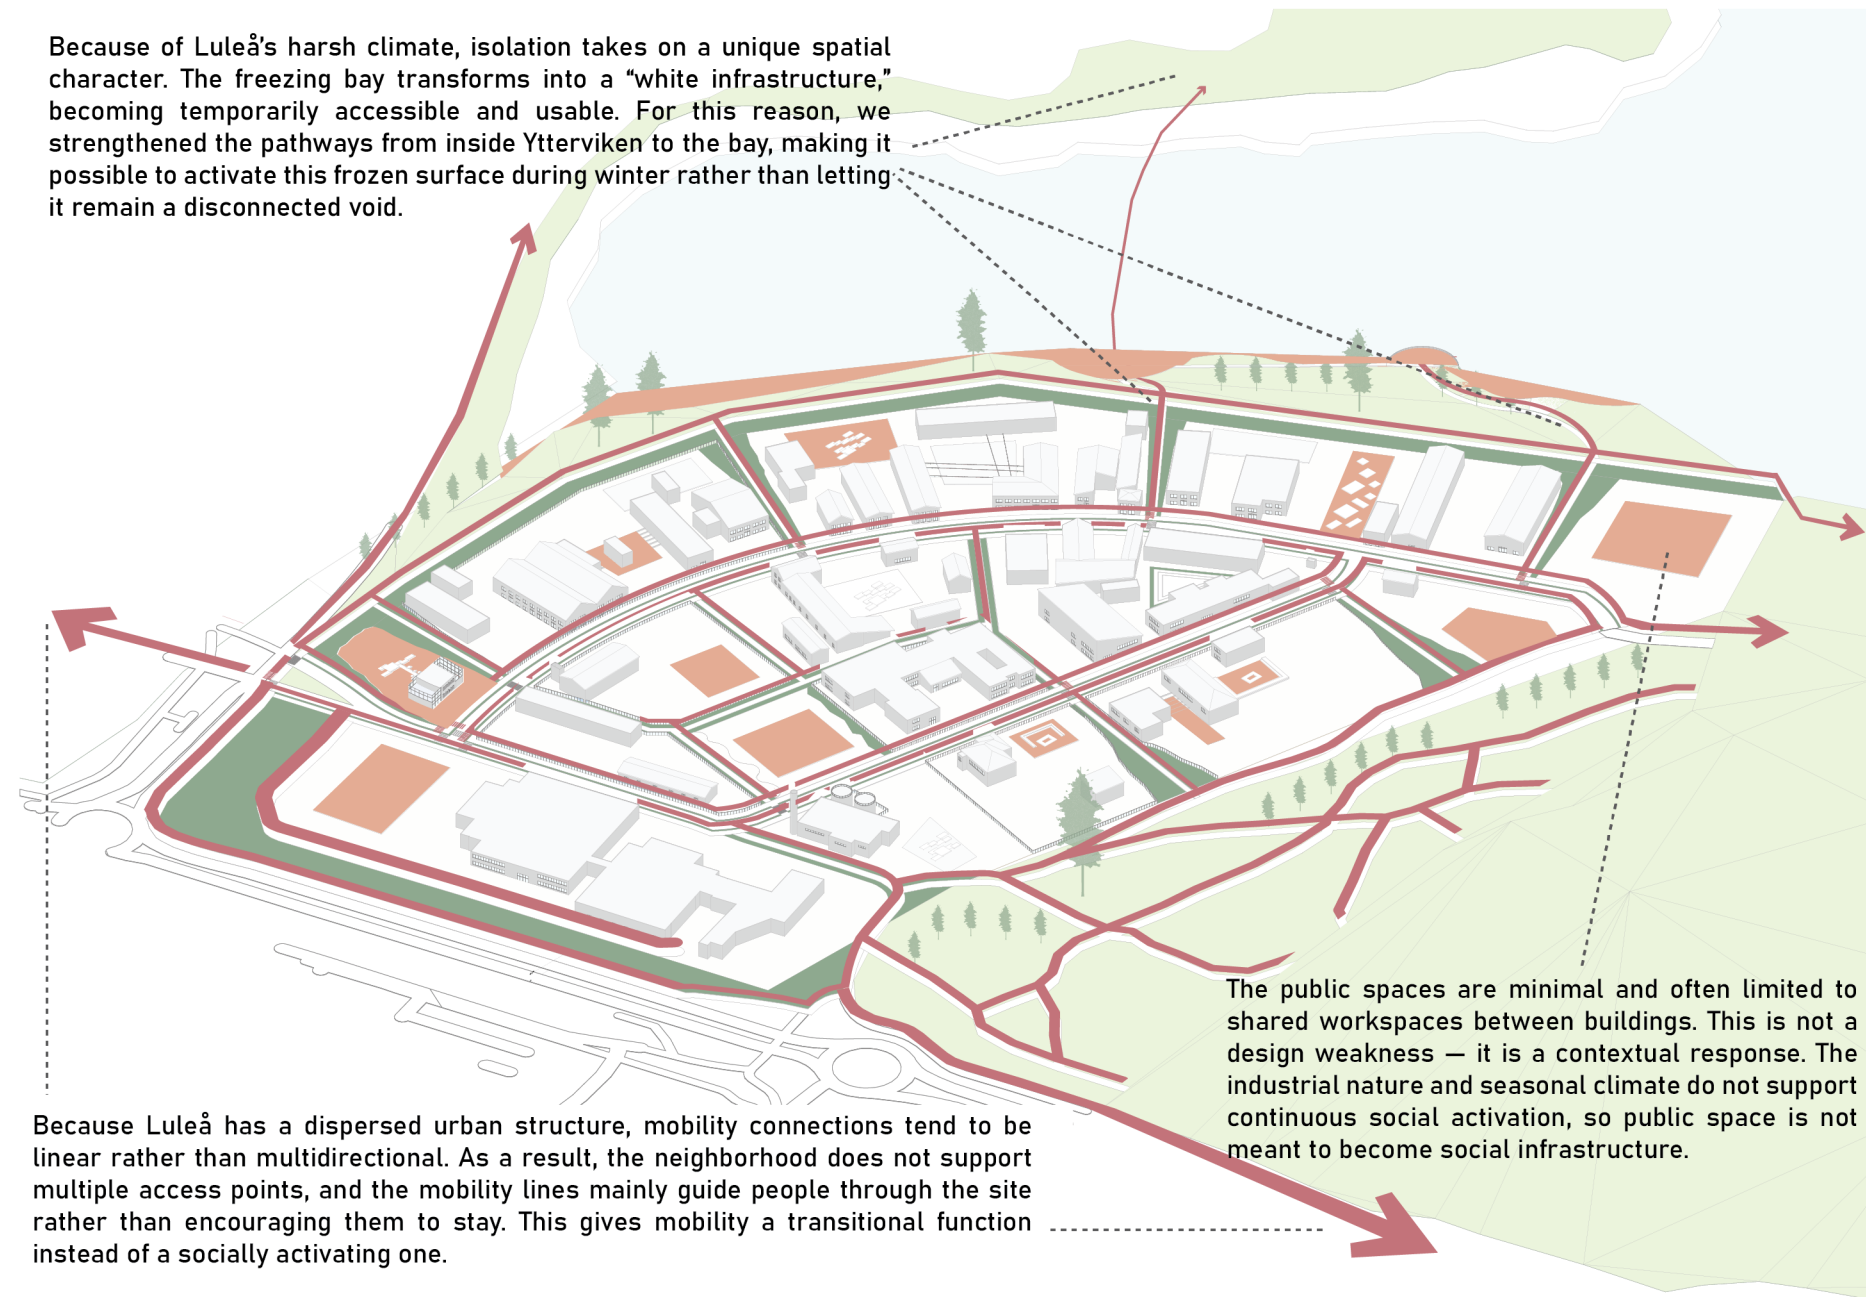 Because of Luleå’s harsh climate, isolation takes on a unique spatial
character. The freezing bay transforms into a “white infrastructure,”
becoming temporarily accessible and usable. For this reason, we
strengthened the pathways from inside Ytterviken to the bay, making it
possible to activate this frozen surface during winter rather than letting
it remain a disconnected void.
The public spaces are minimal and often limited to
shared workspaces between buildings. This is not a
design weakness — it is a contextual response. The
industrial nature and seasonal climate do not support
continuous social activation, so public space is not
meant to become social infrastructure.
Because Luleå has a dispersed urban structure, mobility connections tend to be
linear rather than multidirectional. As a result, the neighborhood does not support
multiple access points, and the mobility lines mainly guide people through the site
rather than encouraging them to stay. This gives mobility a transitional function
instead of a socially activating one.